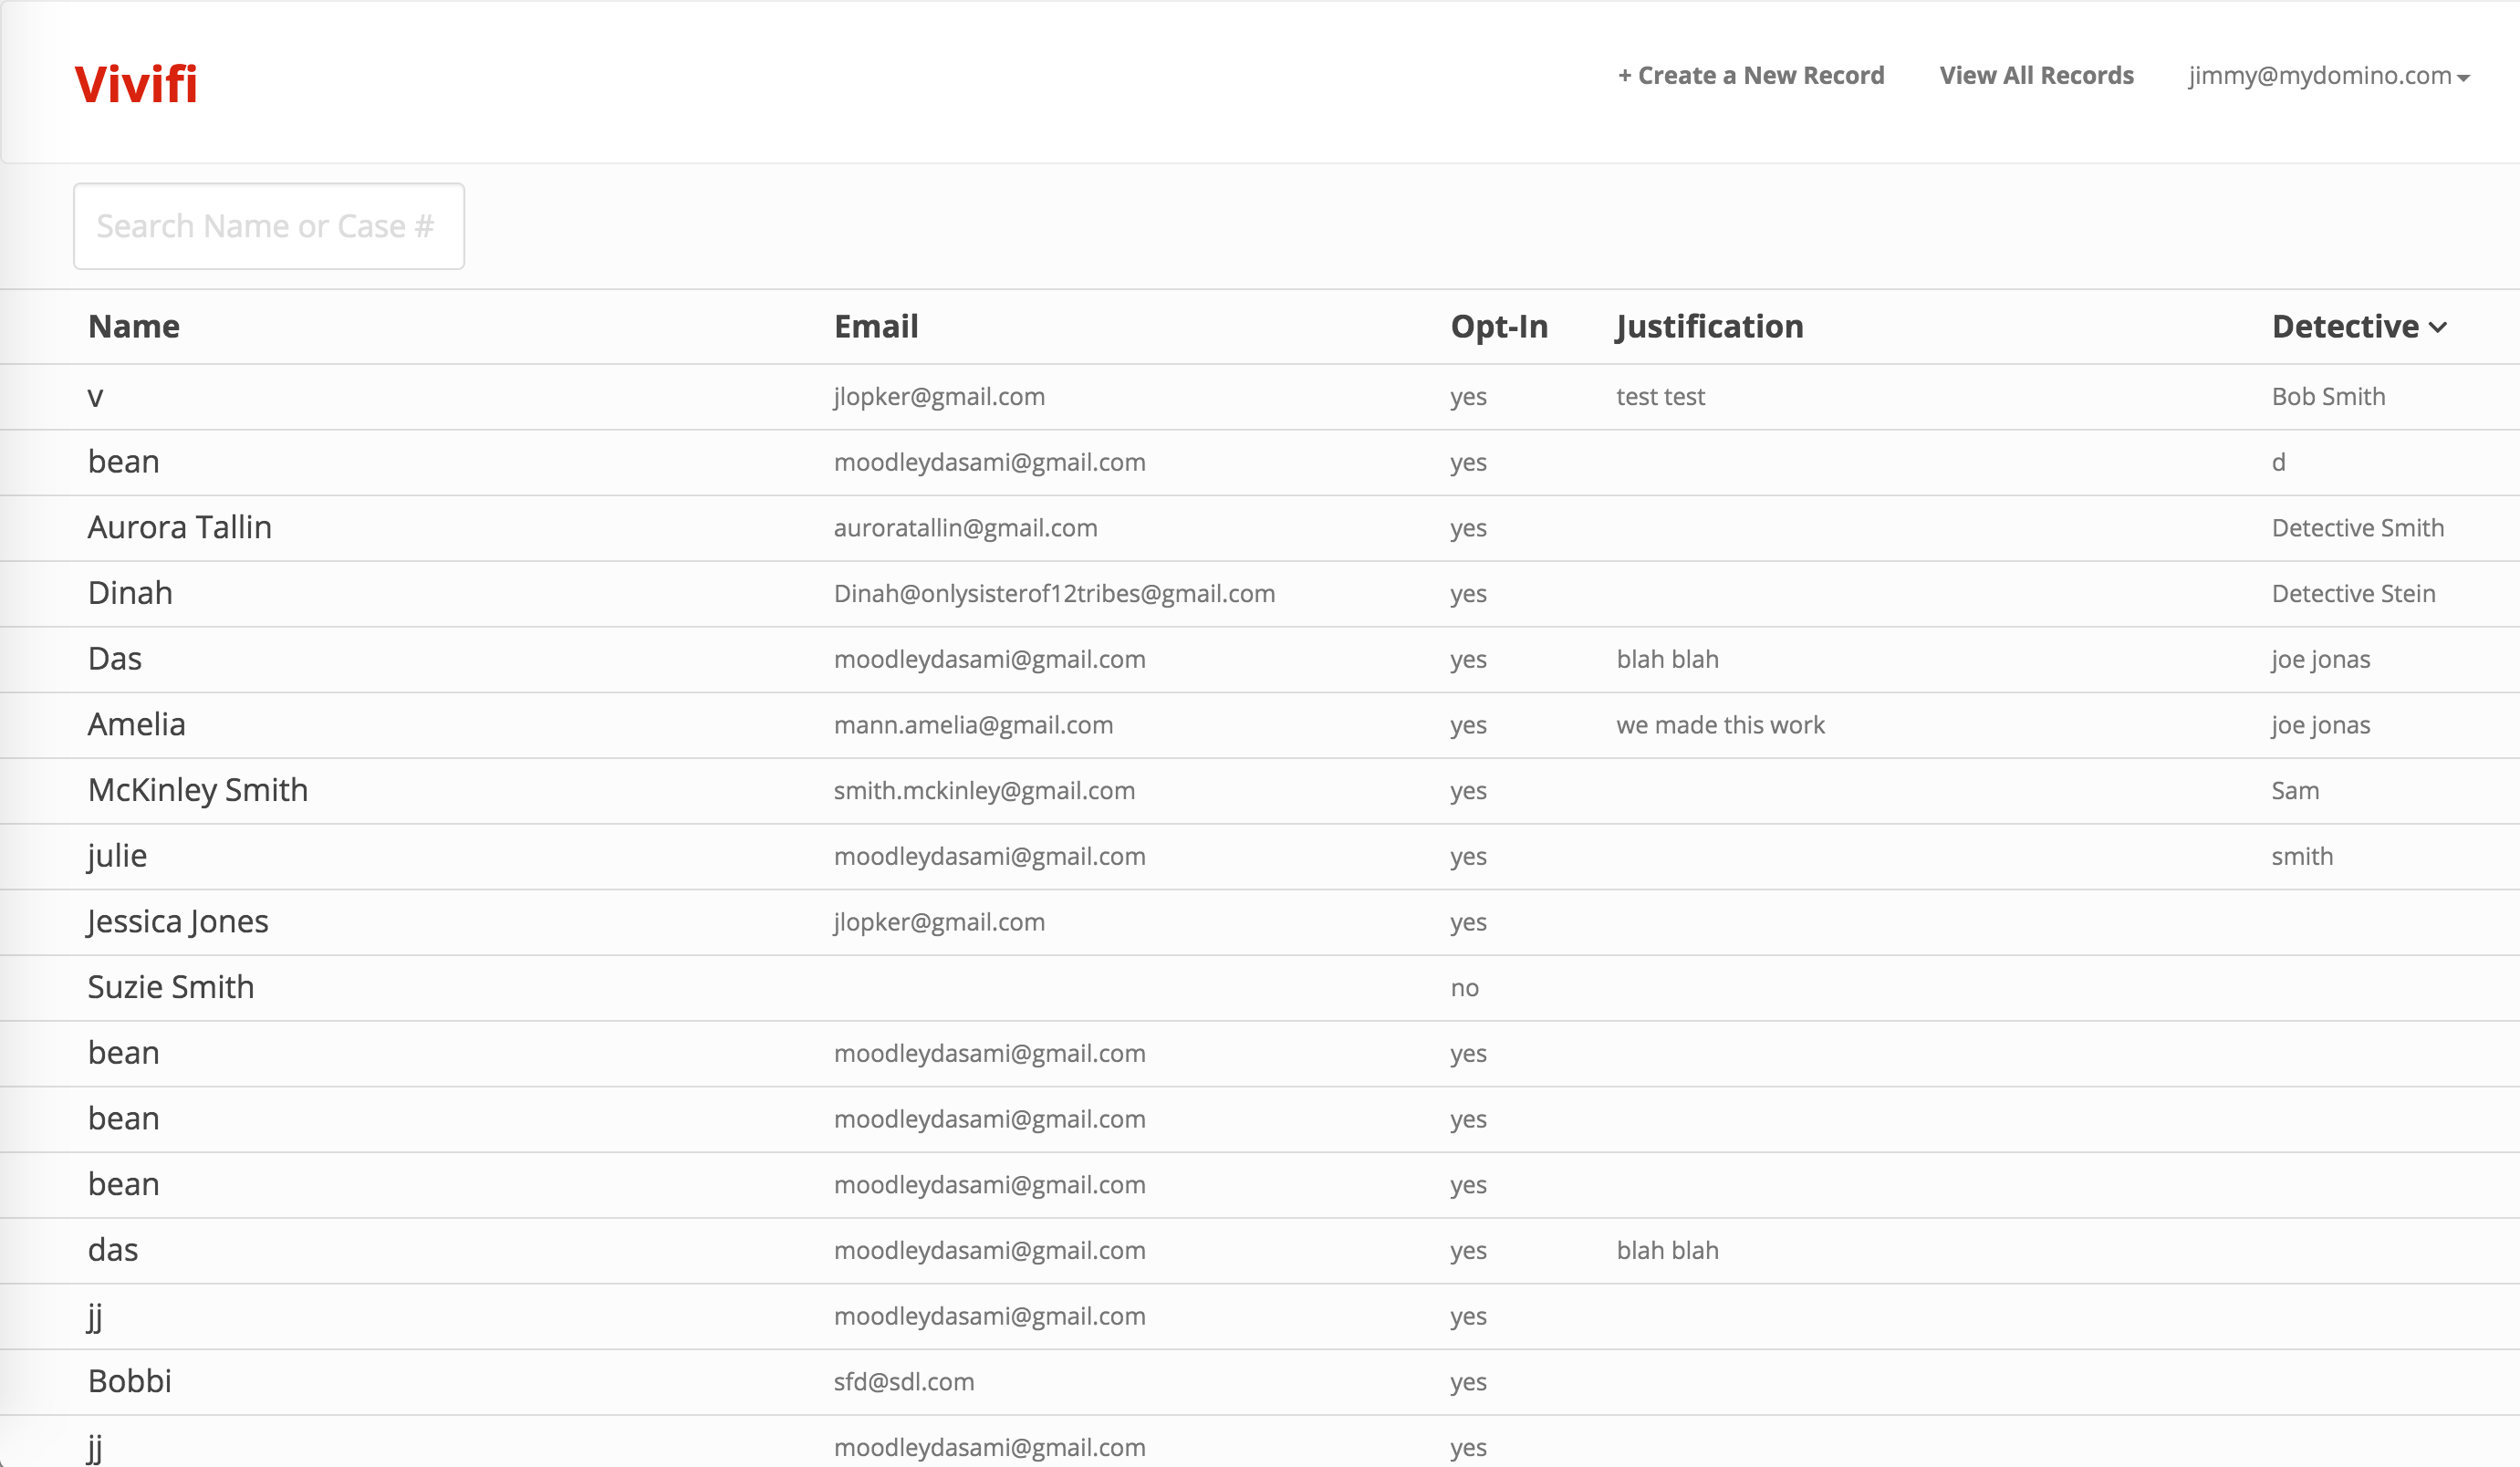 Vivifi
+ Create a New Record View All Records jimmy@mydomino.com
Search Name or Case #
Name Email Opt-In Justification Detective
v jlopker@gmail.com yes test test Bob Smith
bean moodleydasami@gmail.com yes d
Aurora Tallin auroratallin@gmail.com yes Detective Smith
Dinah Dinah@onlysisterof12tribes@gmail.com yes Detective Stein
Das moodleydasami@gmail.com yes blah blah joe jonas
Amelia mann.amelia@gmail.com yes we made this work joe jonas
McKinley Smith smith.mckinley@gmail.com yes Sam
julie moodleydasami@gmail.com yes smith
Jessica Jones jlopker@gmail.com yes
Suzie Smith no
bean moodleydasami@gmail.com yes
bean moodleydasami@gmail.com yes
bean moodleydasami@gmail.com yes
das moodleydasami@gmail.com yes blah blah
jj moodleydasami@gmail.com yes
Bobbi sfd@sdl.com yes
jj moodleydasami@gmail.com yes